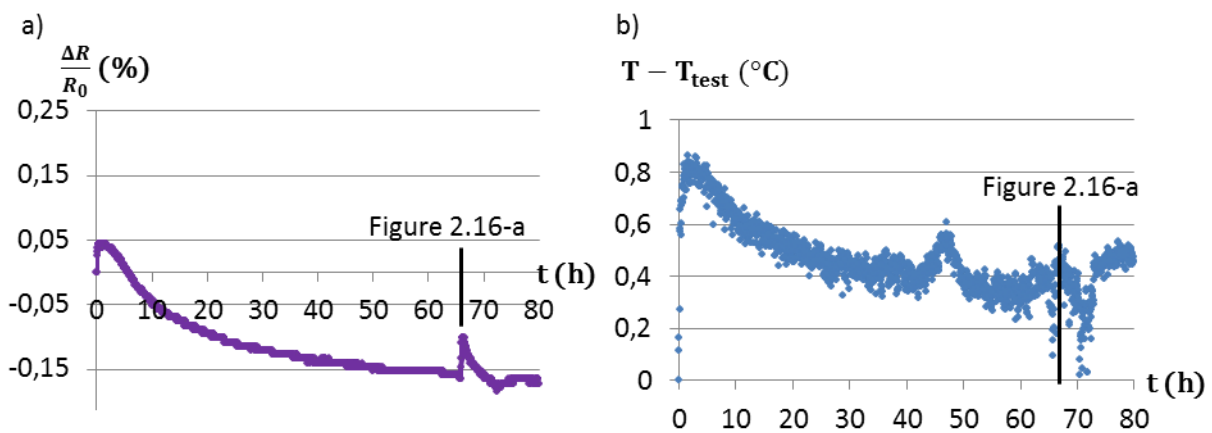 a)
ΔR/R₀ (%)
0,25
0,15
0,05
-0,05
-0,15
0 10 20 30 40 50 60 70 80
Figure 2.16-a
t (h)
b)
T − T_test (°C)
1
0,8
0,6
0,4
0,2
0
0 10 20 30 40 50 60 70 80
Figure 2.16-a
t (h)